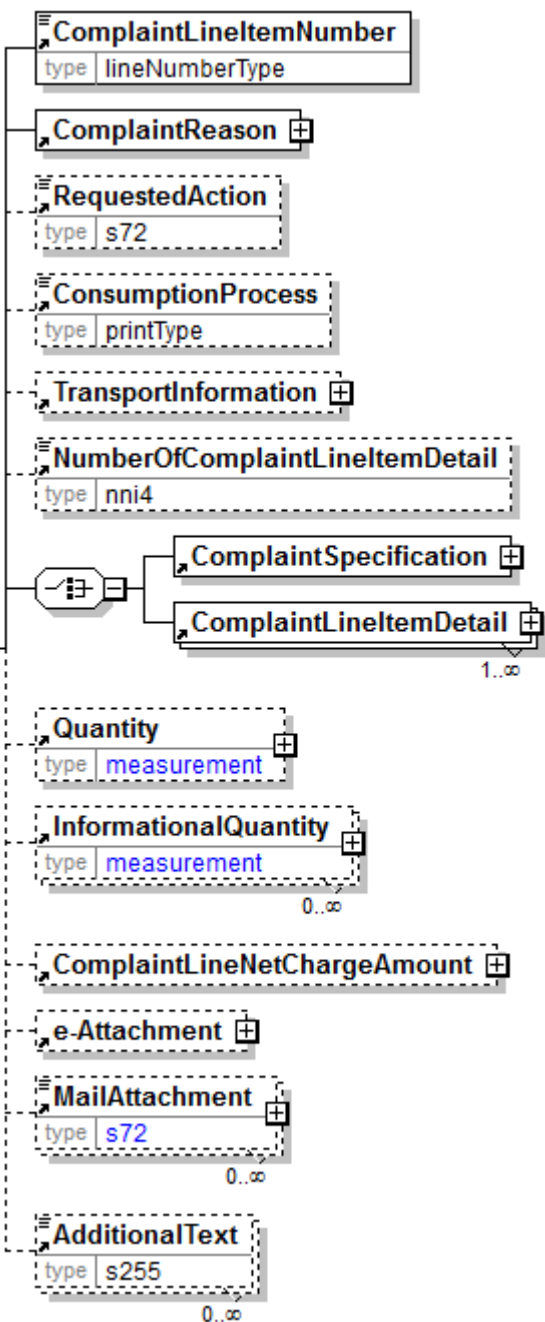 ComplaintLineItemNumber
type lineNumberType
ComplaintReason
RequestedAction
type s72
ConsumptionProcess
type printType
TransportInformation
NumberOfComplaintLineItemDetail
type nni4
ComplaintSpecification
ComplaintLineItemDetail
1..∞
Quantity
type measurement
InformationalQuantity
type measurement
0..∞
ComplaintLineNetChargeAmount
e-Attachment
MailAttachment
type s72
0..∞
AdditionalText
type s255
0..∞